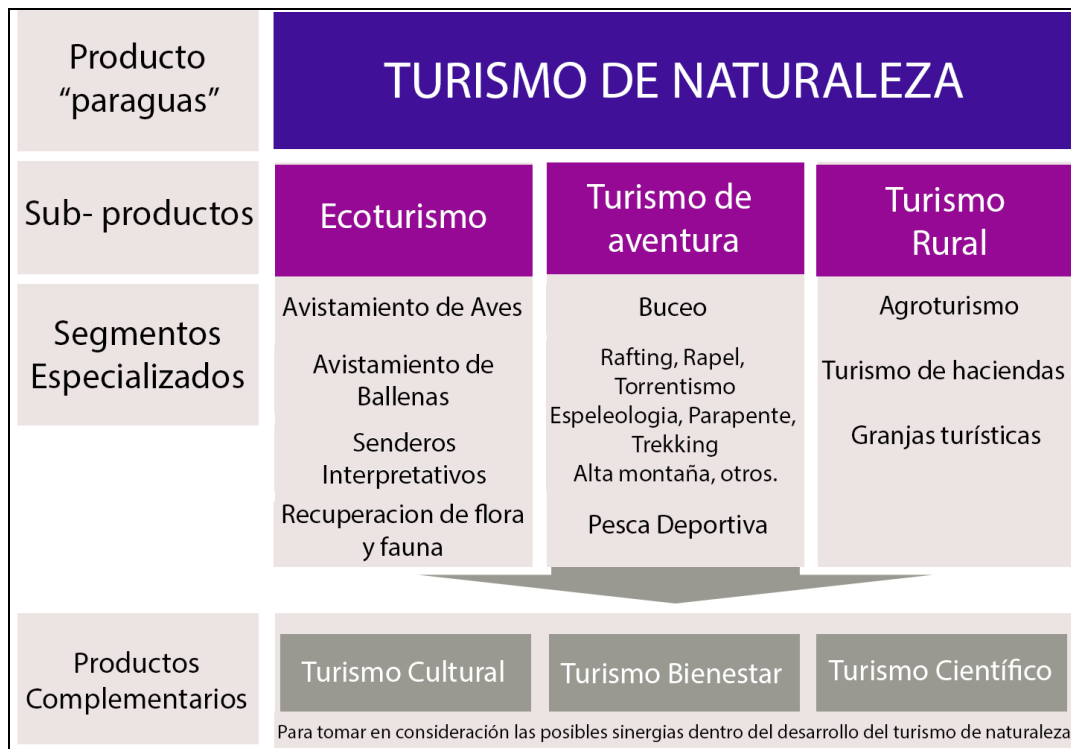 Producto
“paraguas”
TURISMO DE NATURALEZA
Sub- productos
Ecoturismo
Turismo de
aventura
Turismo
Rural
Segmentos
Especializados
Avistamiento de Aves
Avistamiento de
Ballenas
Senderos
Interpretativos
Recuperacion de flora
y fauna
Buceo
Rafting, Rapel,
Torrentismo
Espeleologia, Parapente,
Trekking
Alta montaña, otros.
Pesca Deportiva
Agroturismo
Turismo de haciendas
Granjas turísticas
Productos
Complementarios
Turismo Cultural
Turismo Bienestar
Turismo Científico
Para tomar en consideración las posibles sinergias dentro del desarrollo del turismo de naturaleza